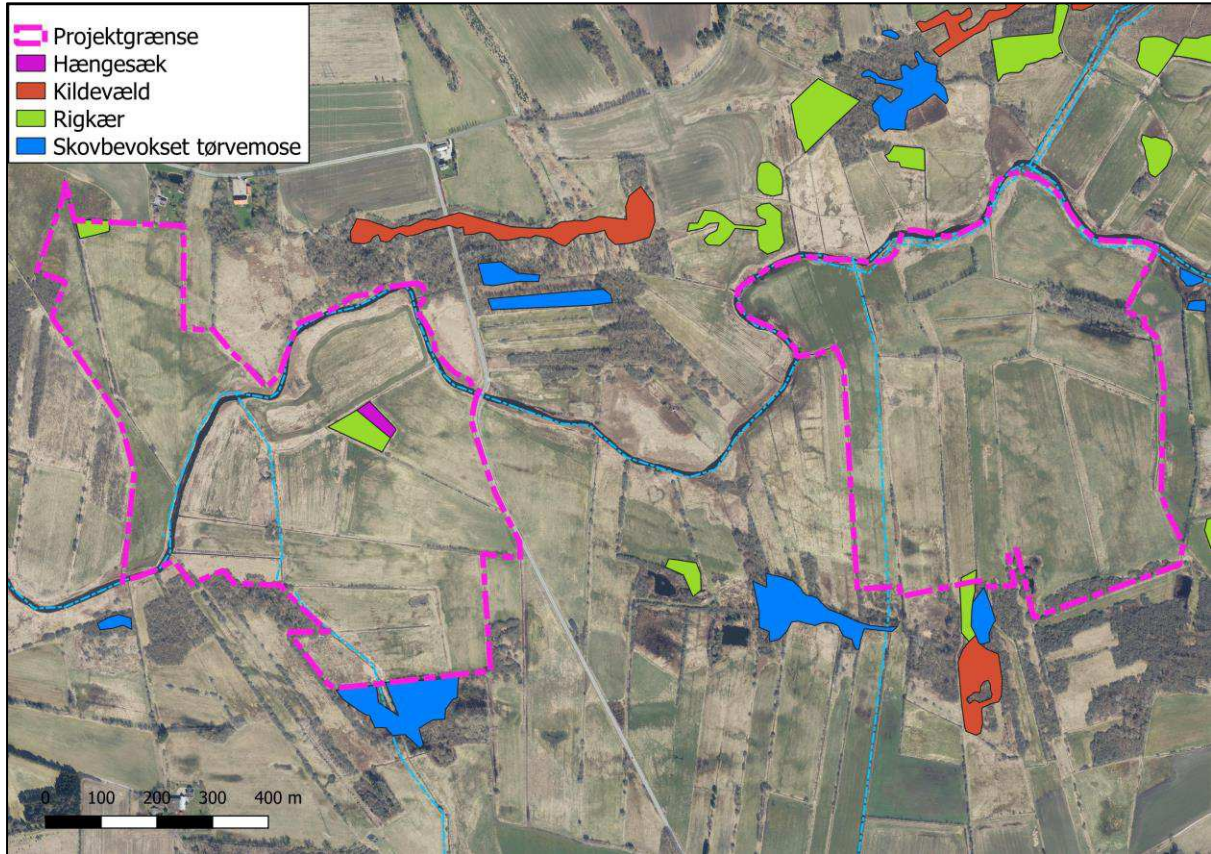 Projektgrænse
Hængesæk
Kildevæld
Rigkær
Skovbevokset tørvemose
0 100 200 300 400 m